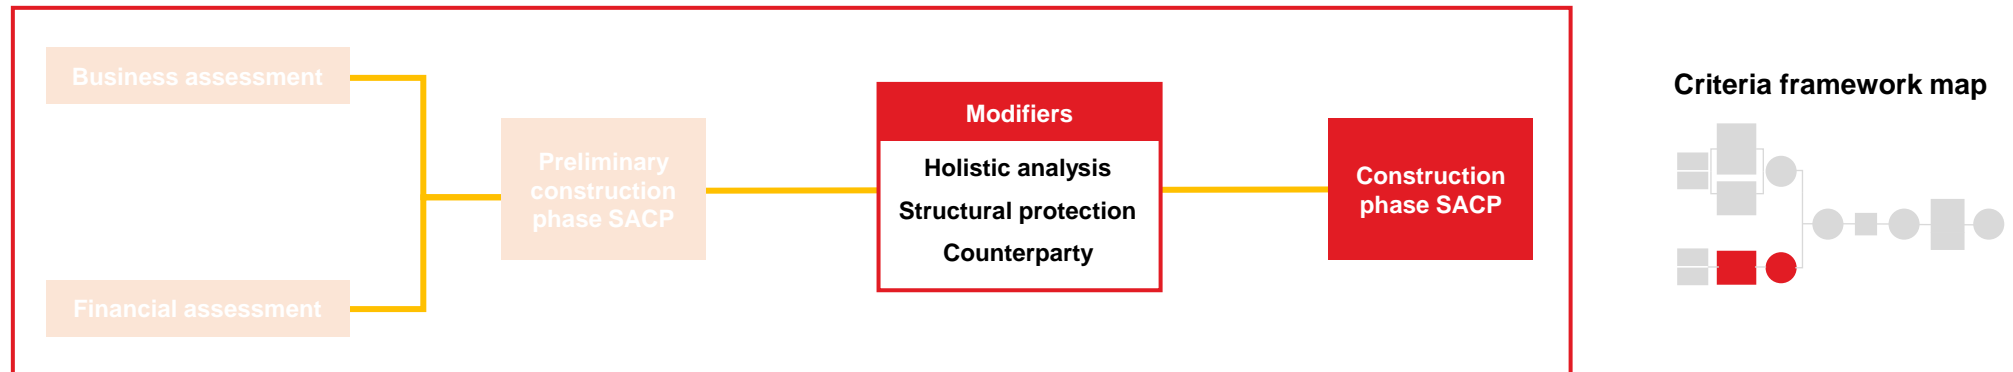 Business assessment
Financial assessment
Preliminary
construction
phase SACP
Modifiers
Holistic analysis
Structural protection
Counterparty
Construction
phase SACP
Criteria framework map